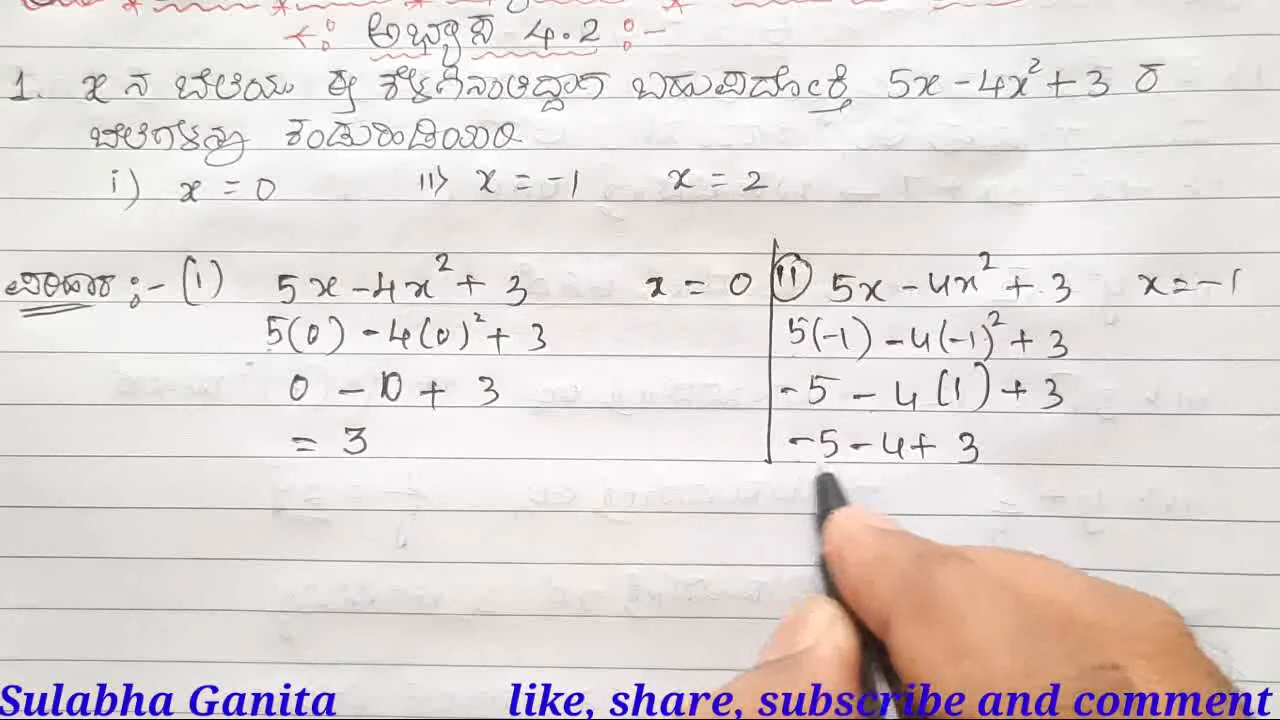 ಅಭ್ಯಾಸ 4.2 :-
1. x ನ ಬೆಲೆಯು ಈ ಕೆಳಗಿನಂತಿದ್ದಾಗ ಬಹುಪದೋಕ್ತಿ 5x - 4x² + 3 ರ
ಬೆಲೆಗಳನ್ನು ಕಂಡುಹಿಡಿಯಿರಿ
i) x = 0 ii) x = -1 x = 2
ಪರಿಹಾರ :- (i) 5x - 4x² + 3 x = 0
5(0) - 4(0)² + 3
0 - 0 + 3
= 3
(ii) 5x - 4x² + 3 x = -1
5(-1) - 4(-1)² + 3
-5 - 4(1) + 3
-5 - 4 + 3
Sulabha Ganita like, share, subscribe and comment